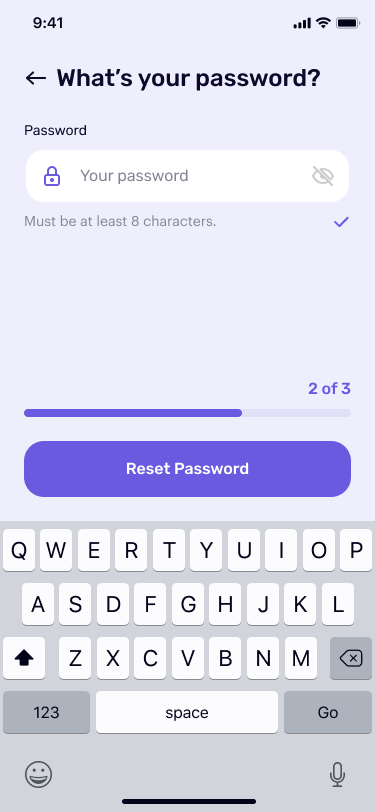 9:41
What's your password?
Password
Your password
Must be at least 8 characters.
2 of 3
Reset Password
Q W E R T Y U I O P
A S D F G H J K L
Z X C V B N M
123 space Go